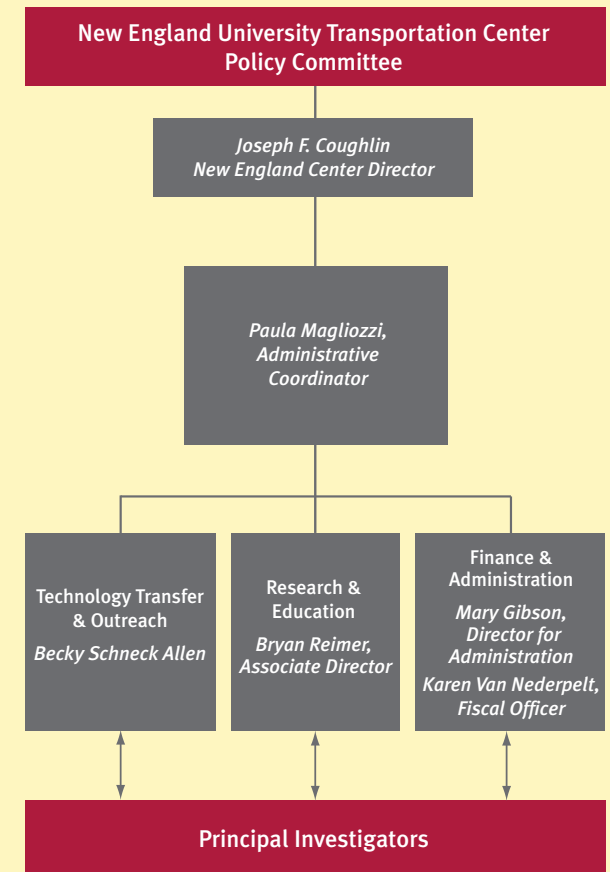 New England University Transportation Center
Policy Committee
Joseph F. Coughlin
New England Center Director
Paula Magliozzi,
Administrative
Coordinator
Technology Transfer
& Outreach
Becky Schneck Allen
Research &
Education
Bryan Reimer,
Associate Director
Finance &
Administration
Mary Gibson,
Director for
Administration
Karen Van Nederpelt,
Fiscal Officer
Principal Investigators